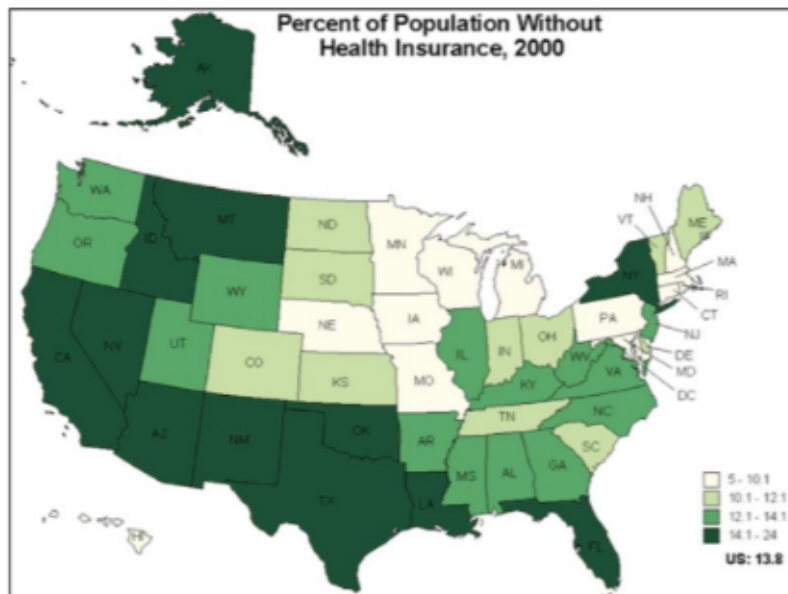 Percent of Population Without
Health Insurance, 2000
AK
WA
MT
ND
MN
NH
VT
ME
OR
ID
SD
WI
MI
NY
MA
RI
CT
WY
NE
IA
PA
NJ
NV
UT
CO
IL
IN
OH
DE
MD
DC
CA
KS
MO
KY
WV
VA
TN
NC
AZ
NM
OK
AR
SC
MS
AL
GA
TX
LA
FL
HI
5 - 10.1
10.1 - 12.1
12.1 - 14.1
14.1 - 24
US: 13.8